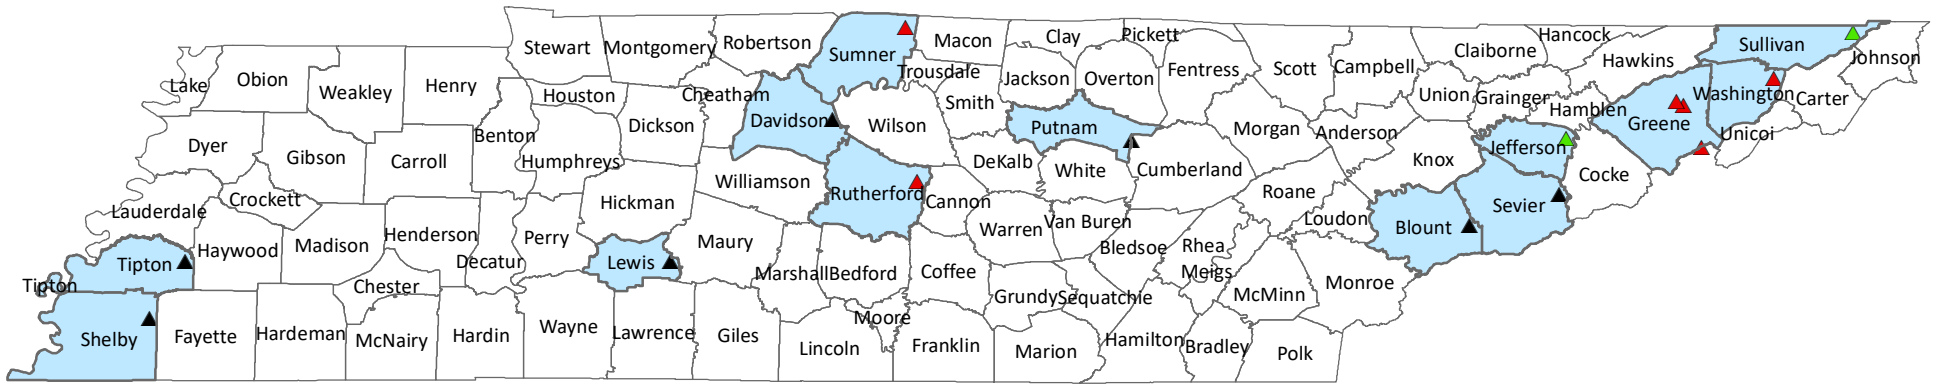 Stewart
Montgomery
Robertson
Sumner
Macon
Clay
Pickett
Hancock
Claiborne
Sullivan
Lake
Obion
Weakley
Henry
Houston
Cheatham
Trousdale
Smith
Jackson
Overton
Fentress
Scott
Campbell
Union
Grainger
Hawkins
Hamblen
Washington
Carter
Johnson
Dyer
Gibson
Carroll
Benton
Humphreys
Dickson
Davidson
Wilson
Putnam
White
DeKalb
Cumberland
Morgan
Anderson
Knox
Jefferson
Greene
Unicoi
Lauderdale
Crockett
Haywood
Madison
Henderson
Decatur
Perry
Hickman
Williamson
Rutherford
Cannon
Warren
Van Buren
Bledsoe
Rhea
Roane
Loudon
Blount
Sevier
Cocke
Tipton
Tipton
Chester
Lewis
Maury
Marshall
Bedford
Coffee
Grundy
Sequatchie
Meigs
McMinn
Monroe
Shelby
Fayette
Hardeman
McNairy
Hardin
Wayne
Lawrence
Giles
Lincoln
Moore
Franklin
Marion
Hamilton
Bradley
Polk